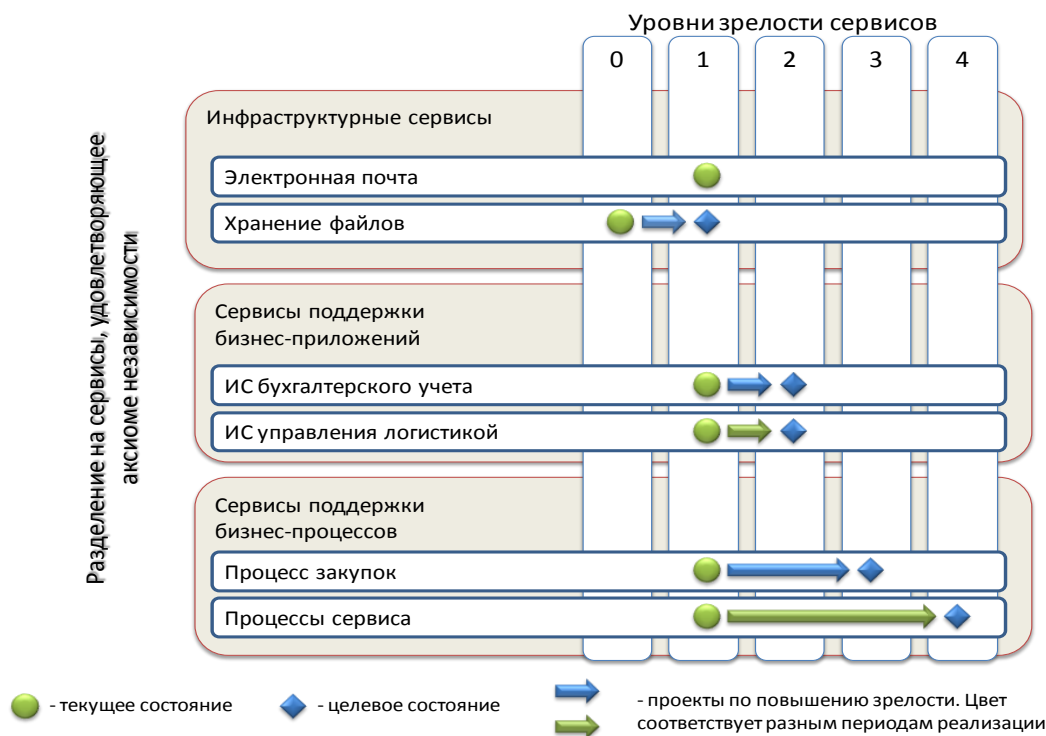 Уровни зрелости сервисов
0 1 2 3 4
Разделение на сервисы, удовлетворяющее
аксиоме независимости
Инфраструктурные сервисы
Электронная почта
Хранение файлов
Сервисы поддержки
бизнес-приложений
ИС бухгалтерского учета
ИС управления логистикой
Сервисы поддержки
бизнес-процессов
Процесс закупок
Процессы сервиса
- текущее состояние
- целевое состояние
- проекты по повышению зрелости. Цвет
соответствует разным периодам реализации